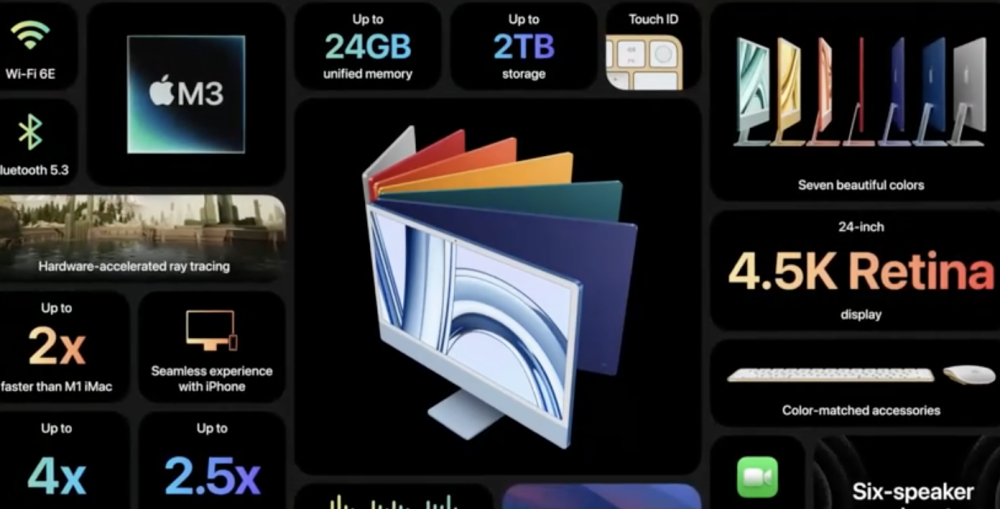 Wi-Fi 6E
M3
Up to
24GB
unified memory
Up to
2TB
storage
Touch ID
luetooth 5.3
Seven beautiful colors
Hardware-accelerated ray tracing
24-inch
4.5K Retina
display
Up to
2x
faster than M1 iMac
Seamless experience
with iPhone
Color-matched accessories
Up to
4x
Up to
2.5x
Six-speaker